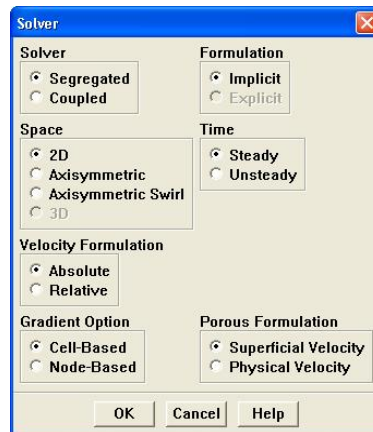 Solver
Solver
Segregated
Coupled
Formulation
Implicit
Explicit
Space
2D
Axisymmetric
Axisymmetric Swirl
3D
Time
Steady
Unsteady
Velocity Formulation
Absolute
Relative
Gradient Option
Cell-Based
Node-Based
Porous Formulation
Superficial Velocity
Physical Velocity
OK
Cancel
Help